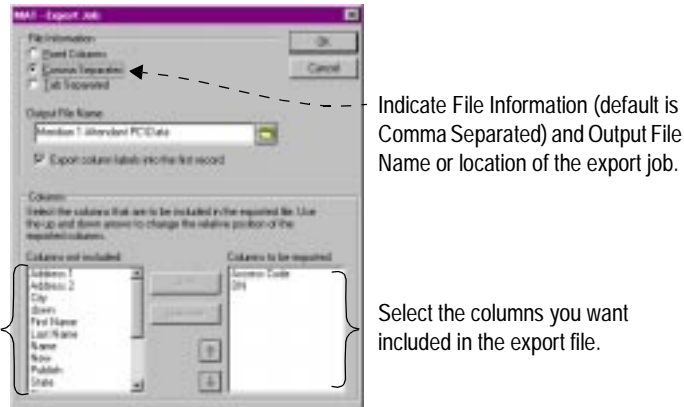 MAT - Export Job
File Information
Fixed Columns
Comma Separated
Tab Separated
OK
Cancel
Output File Name
Meridian 1 Attendant PC\Data
Export column labels into the first record
Columns
Select the columns that are to be included in the exported file. Use
the up and down arrows to change the relative position of the
exported columns.
Columns not included
Address 1
Address 2
City
down
First Name
Last Name
Name
New
Publish
State
Columns to be exported
Access Code
DN
Indicate File Information (default is
Comma Separated) and Output File
Name or location of the export job.
Select the columns you want
included in the export file.